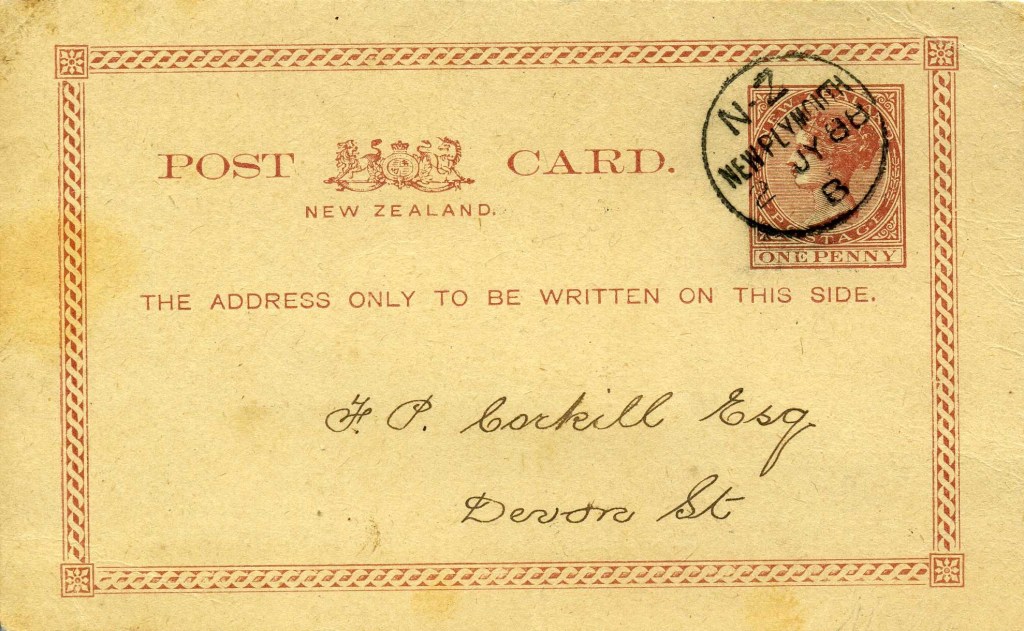 POST CARD.
NEW ZEALAND.
N-Z
NEW PLYMOUTH
JY 88
B
POSTAGE
ONE PENNY
THE ADDRESS ONLY TO BE WRITTEN ON THIS SIDE.
F. P. Corkill Esq
Devon St